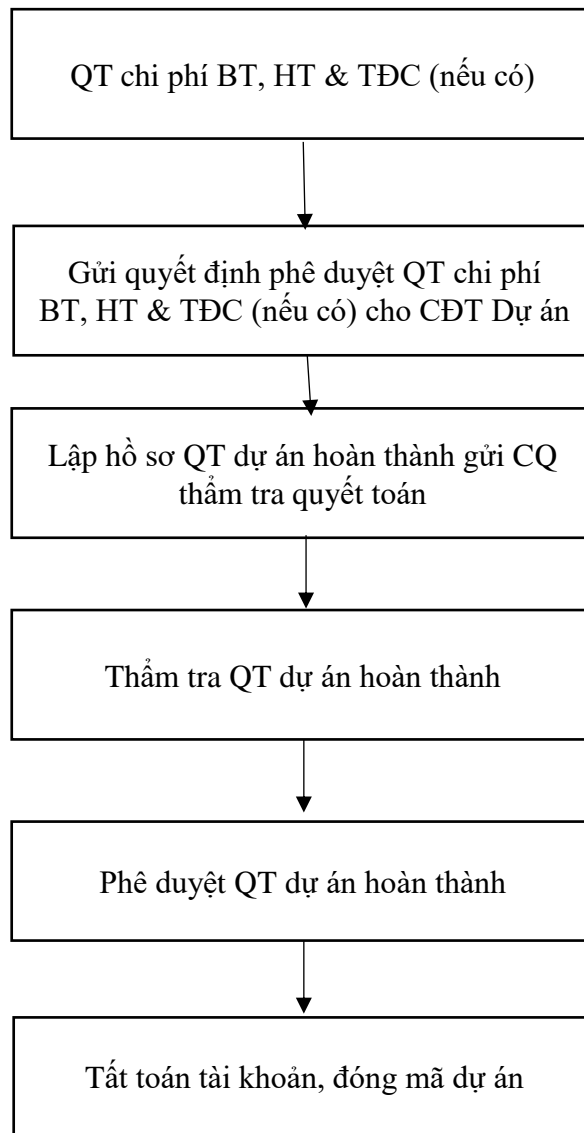 QT chi phí BT, HT & TĐC (nếu có)
Gửi quyết định phê duyệt QT chi phí
BT, HT & TĐC (nếu có) cho CĐT Dự án
Lập hồ sơ QT dự án hoàn thành gửi CQ
thẩm tra quyết toán
Thẩm tra QT dự án hoàn thành
Phê duyệt QT dự án hoàn thành
Tất toán tài khoản, đóng mã dự án